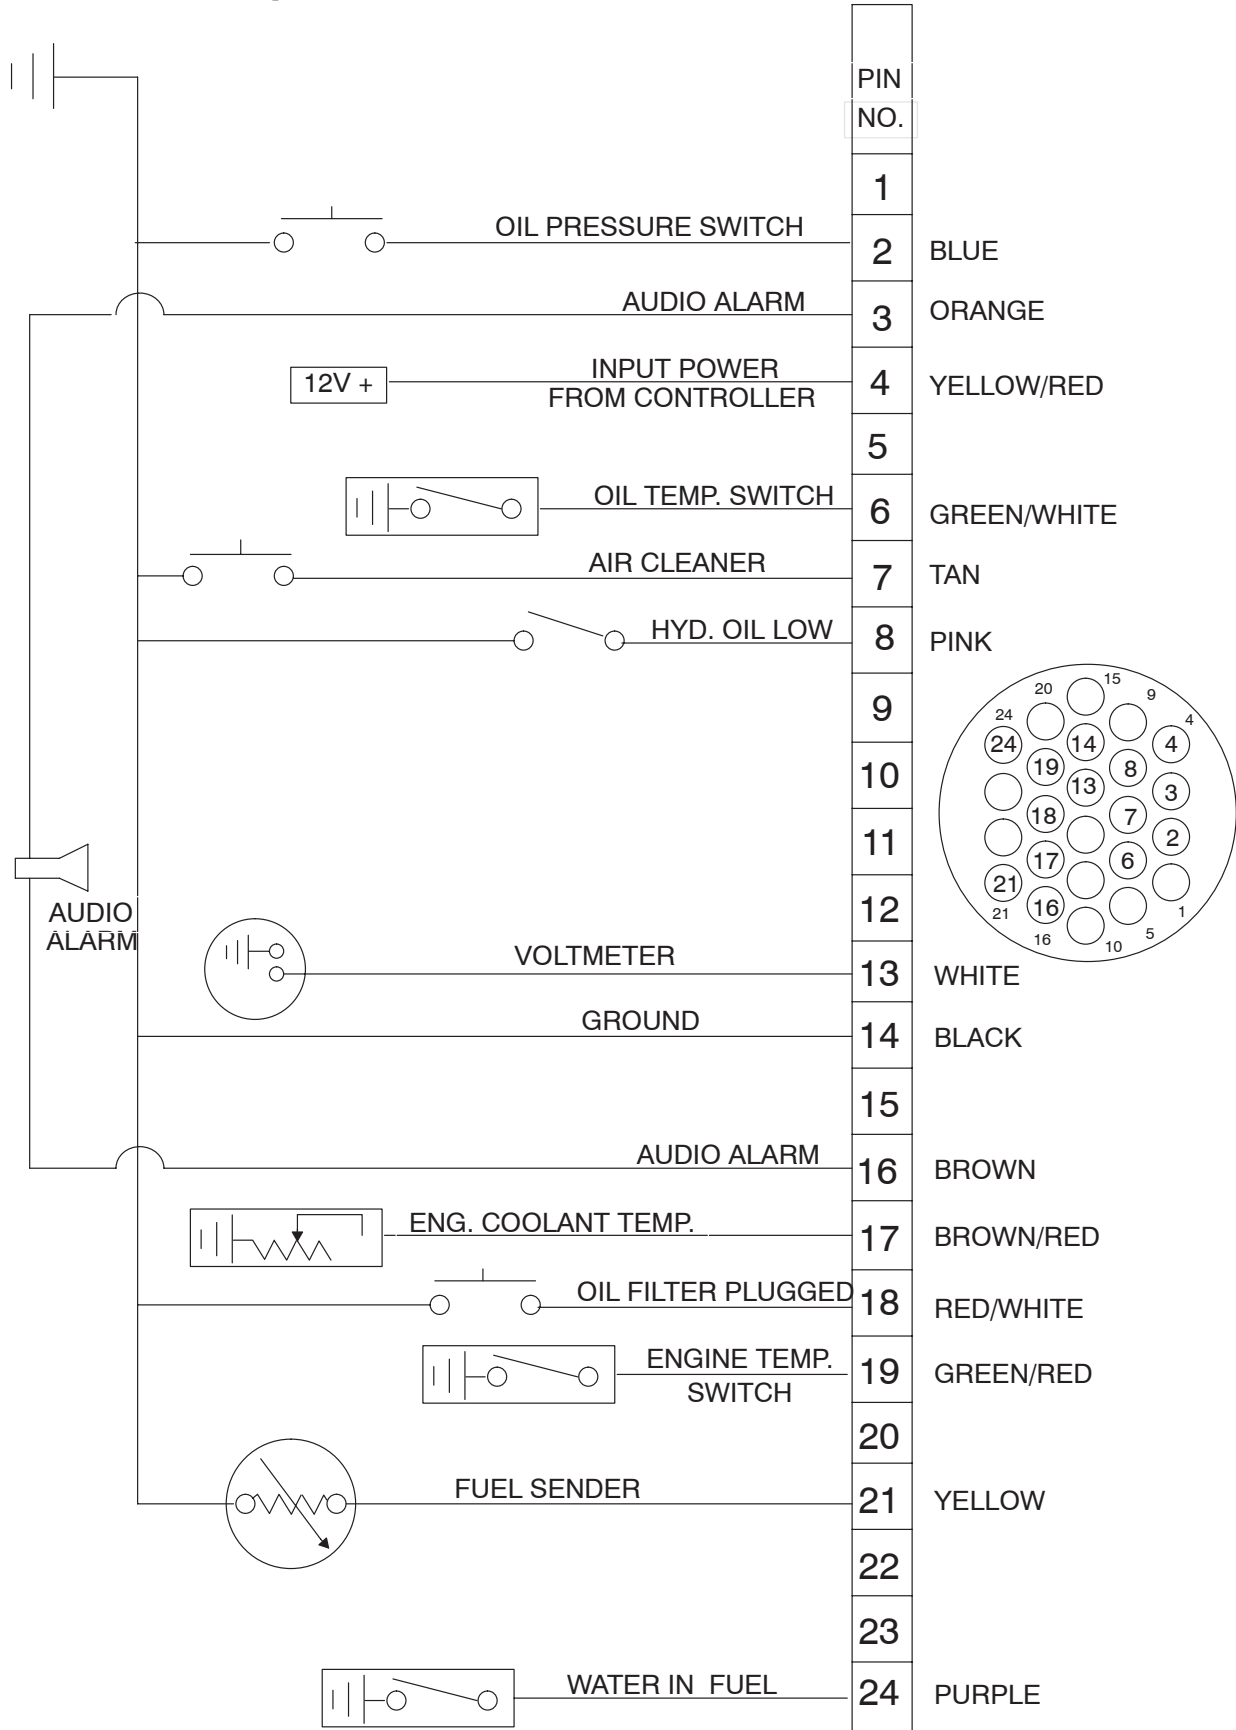 PIN
NO.
1
OIL PRESSURE SWITCH
2 BLUE
AUDIO ALARM
3 ORANGE
12V +
INPUT POWER
FROM CONTROLLER
4 YELLOW/RED
5
OIL TEMP. SWITCH
6 GREEN/WHITE
AIR CLEANER
7 TAN
HYD. OIL LOW
8 PINK
9
10
11
12
15
20
9
24
4
24
14
4
19
8
13
3
18
7
2
17
6
21
16
21
1
16
10
5
AUDIO
ALARM
VOLTMETER
13 WHITE
GROUND
14 BLACK
15
AUDIO ALARM
16 BROWN
ENG. COOLANT TEMP.
17 BROWN/RED
OIL FILTER PLUGGED
18 RED/WHITE
ENGINE TEMP.
SWITCH
19 GREEN/RED
20
FUEL SENDER
21 YELLOW
22
23
WATER IN FUEL
24 PURPLE